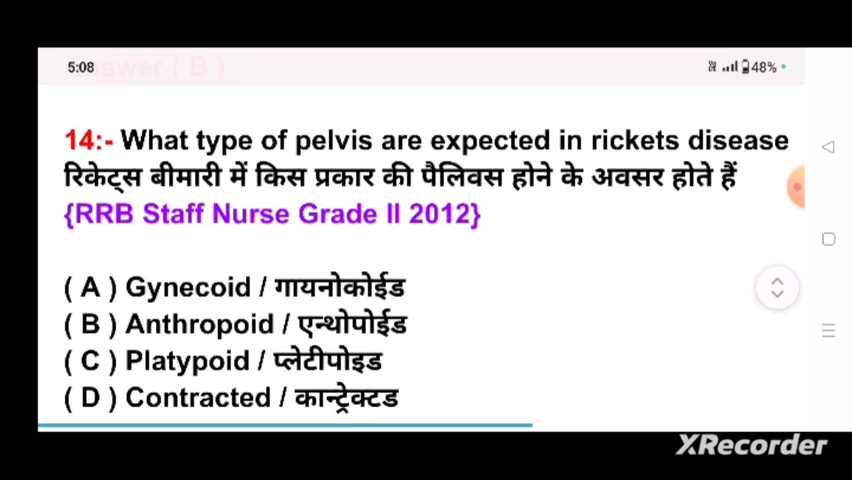 5:08 swer ( B ) 48%
14:- What type of pelvis are expected in rickets disease
रिकेट्स बीमारी में किस प्रकार की पैलिवस होने के अवसर होते हैं
{RRB Staff Nurse Grade II 2012}
( A ) Gynecoid / गायनोकोईड
( B ) Anthropoid / एन्थोपोईड
( C ) Platypoid / प्लेटीपोइड
( D ) Contracted / कान्ट्रेक्टड
XRecorder